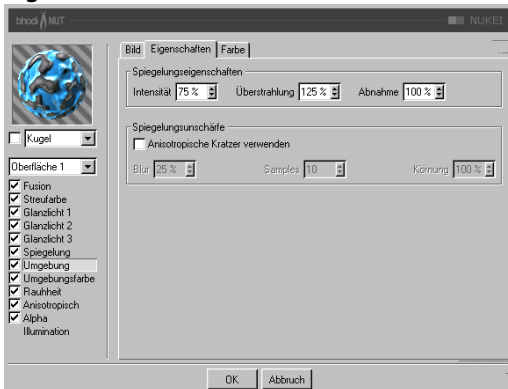 bhodi NUT
NUKEI
Bild Eigenschaften Farbe
Spiegelungseigenschaften
Intensität 75 % Überstrahlung 125 % Abnahme 100 %
Kugel
Spiegelungsunschärfe
Anisotropische Kratzer verwenden
Blur 25 % Samples 10 Körnung 100 %
Oberfläche 1
Fusion
Streufarbe
Glanzlicht 1
Glanzlicht 2
Glanzlicht 3
Spiegelung
Umgebung
Umgebungsfarbe
Rauhheit
Anisotropisch
Alpha
Illumination
OK Abbruch